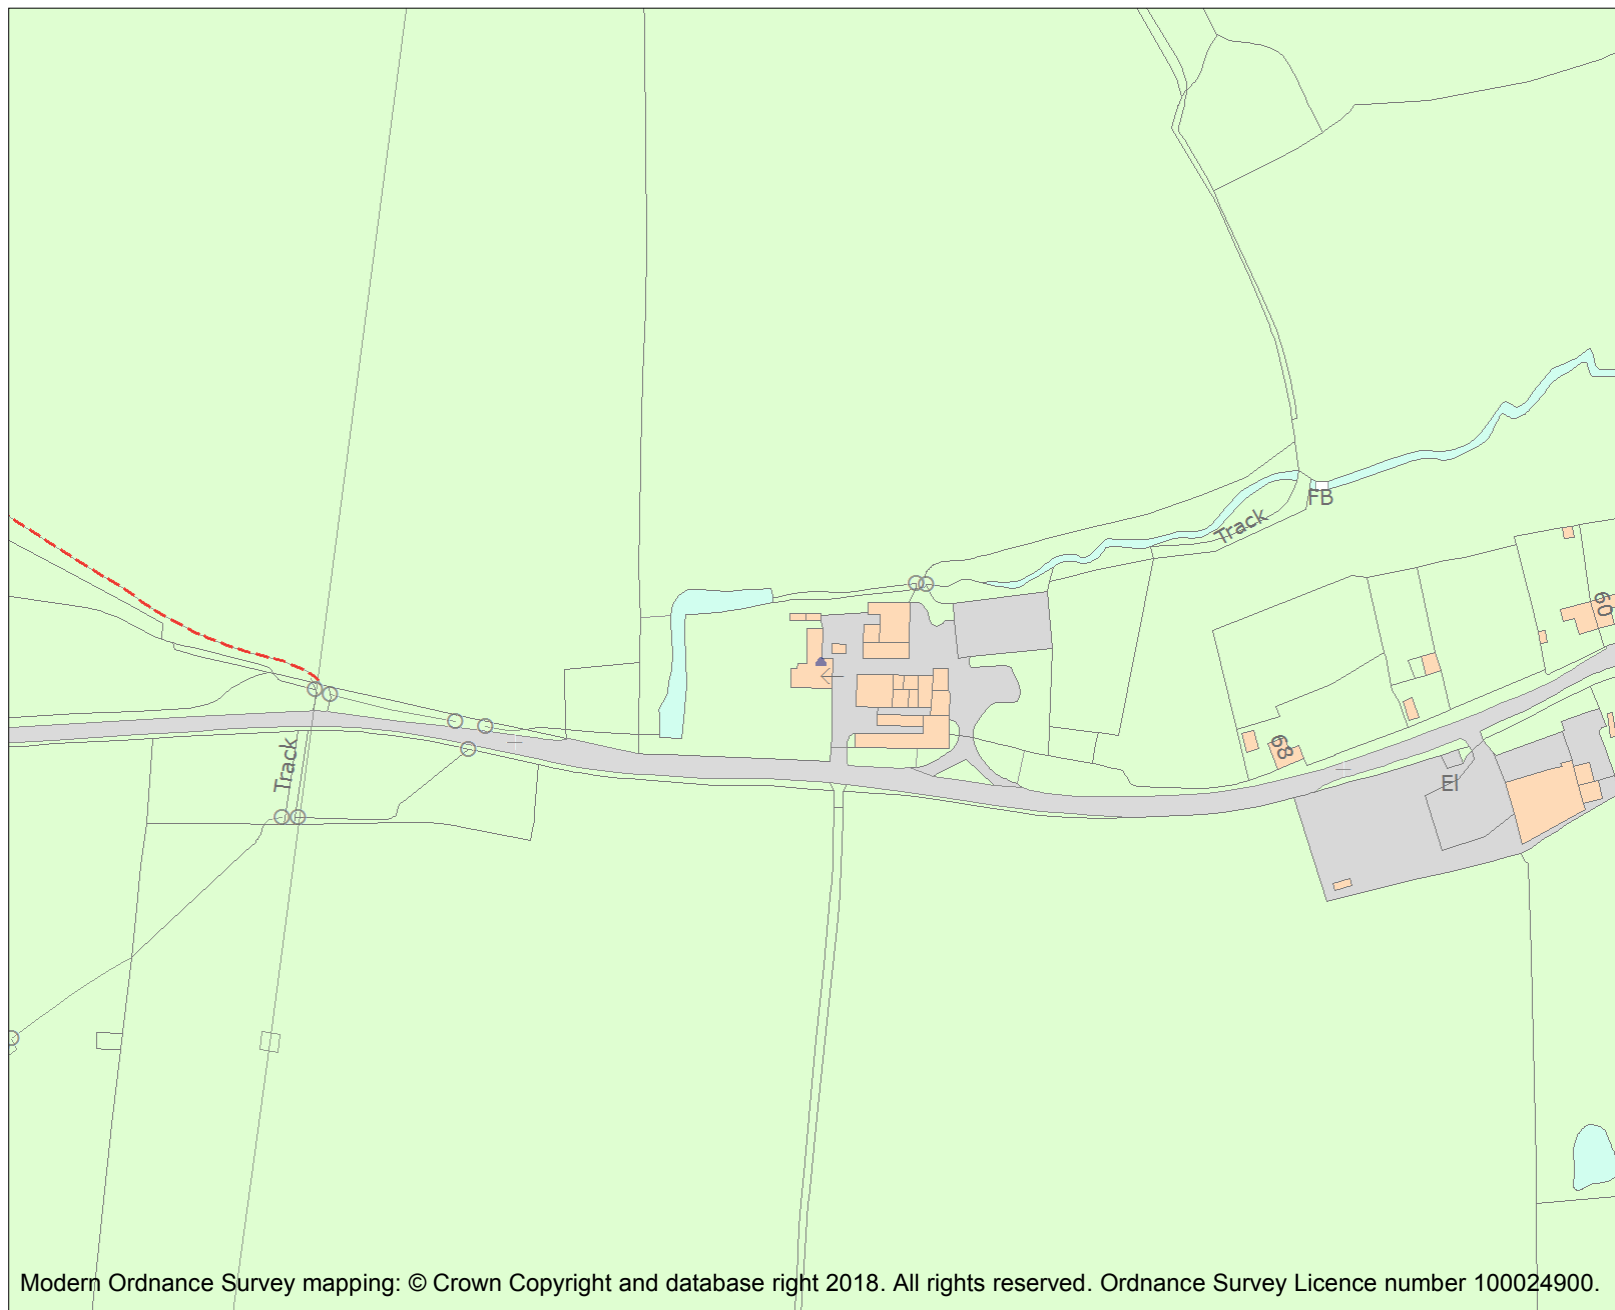 FB
Track
60
68
Track
El
Modern Ordnance Survey mapping: © Crown Copyright and database right 2018. All rights reserved. Ordnance Survey Licence number 100024900.